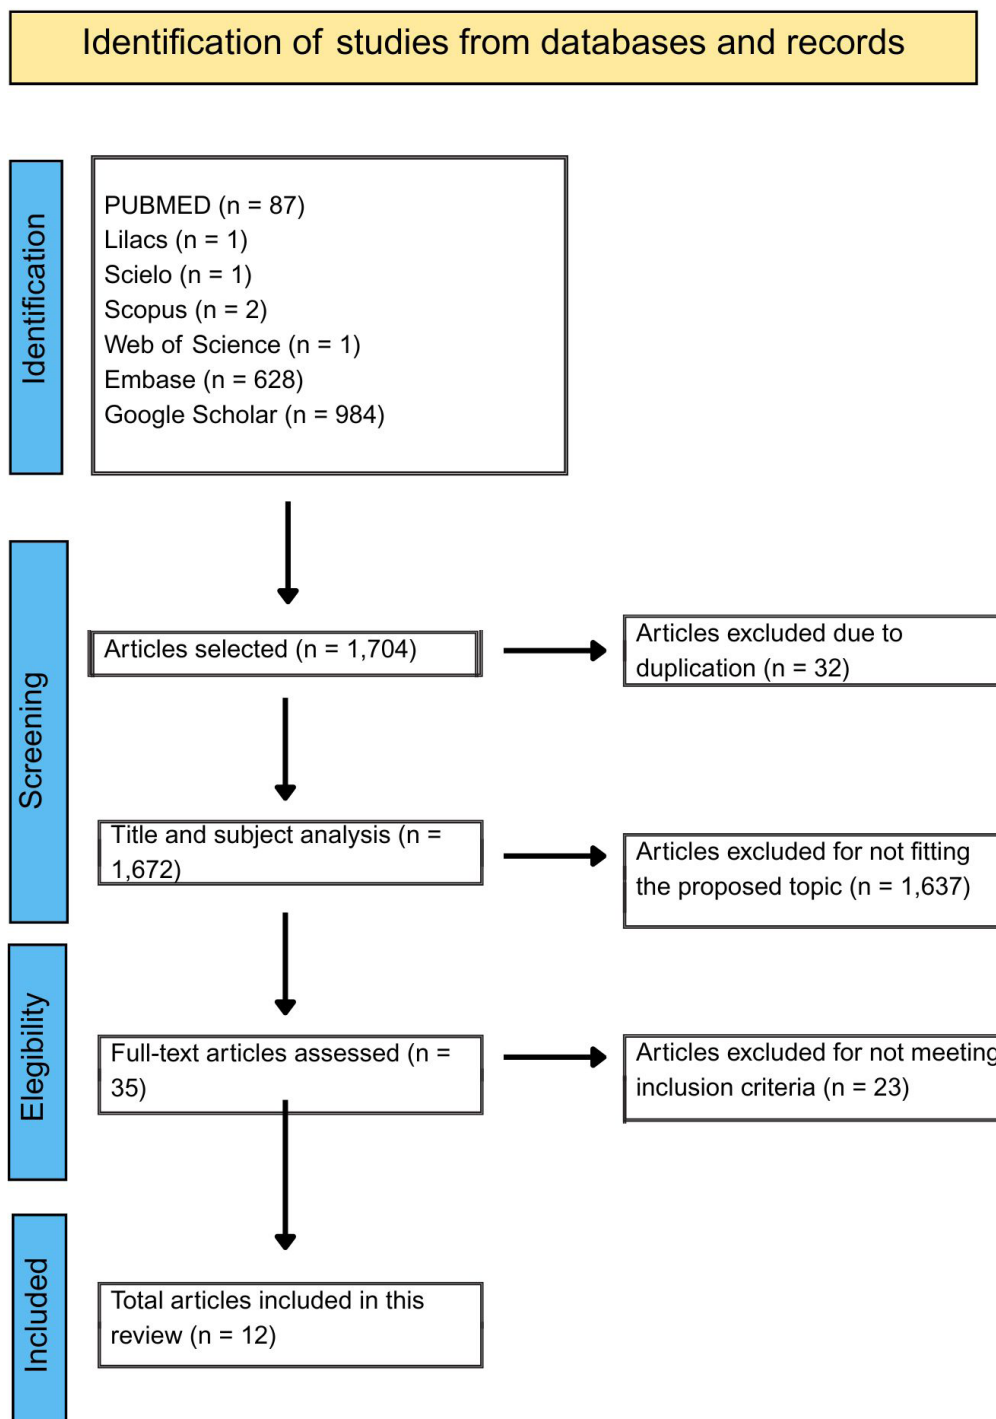 Identification of studies from databases and records
Identification
PUBMED (n = 87)
Lilacs (n = 1)
Scielo (n = 1)
Scopus (n = 2)
Web of Science (n = 1)
Embase (n = 628)
Google Scholar (n = 984)
Screening
Articles selected (n = 1,704)
Articles excluded due to
duplication (n = 32)
Title and subject analysis (n =
1,672)
Articles excluded for not fitting
the proposed topic (n = 1,637)
Elegibility
Full-text articles assessed (n =
35)
Articles excluded for not meeting
inclusion criteria (n = 23)
Included
Total articles included in this
review (n = 12)